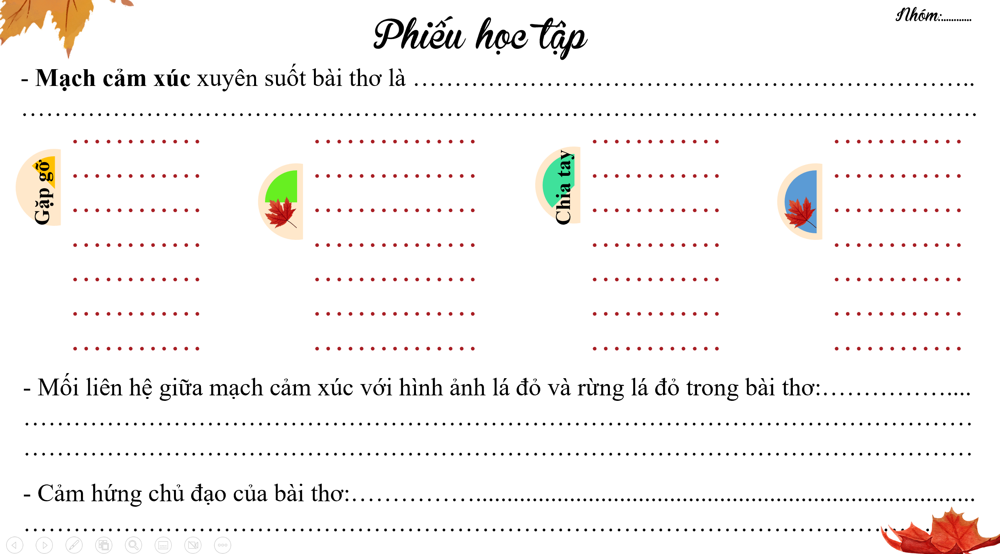 Nhóm:............
Phiếu học tập
- Mạch cảm xúc xuyên suốt bài thơ là ……………………………………………………………….
………………………………………………………………………………………………………………
Gặp gỡ
Chia tay
- Mối liên hệ giữa mạch cảm xúc với hình ảnh lá đỏ và rừng lá đỏ trong bài thơ:……………....
………………………………………………………………………………………………………………
………………………………………………………………………………………………………………
- Cảm hứng chủ đạo của bài thơ:……………..................................................................................
………………………………………………………………………………………………………………